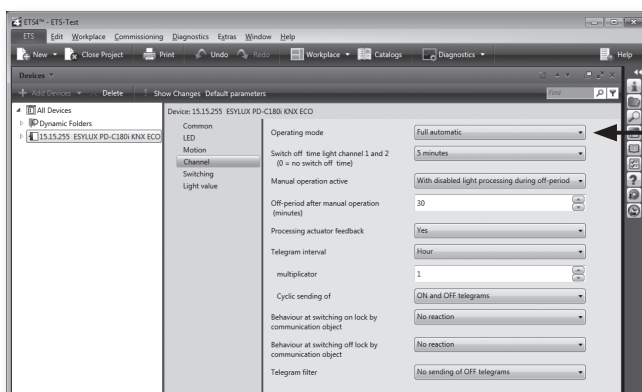 ETS4™ - ETS-Test
ETS Edit Workplace Commissioning Diagnostics Extras Window Help
New Close Project Print Undo Redo Workplace Catalogs Diagnostics Help
Devices
Add Devices Delete Show Changes Default parameters Find
All Devices
Dynamic Folders
15.15.255 ESYLUX PD-C180i KNX ECO
Device: 15.15.255 ESYLUX PD-C180i KNX ECO
Common
LED
Motion
Channel
Switching
Light value
Operating mode Full automatic
Switch off time light channel 1 and 2 5 minutes
(0 = no switch off time)
Manual operation active With disabled light processing during off-period
Off-period after manual operation 30
(minutes)
Processing actuator feedback Yes
Telegram interval Hour
multiplicator 1
Cyclic sending of ON and OFF telegrams
Behaviour at switching on lock by No reaction
communication object
Behaviour at switching off lock by No reaction
communication object
Telegram filter No sending of OFF telegrams